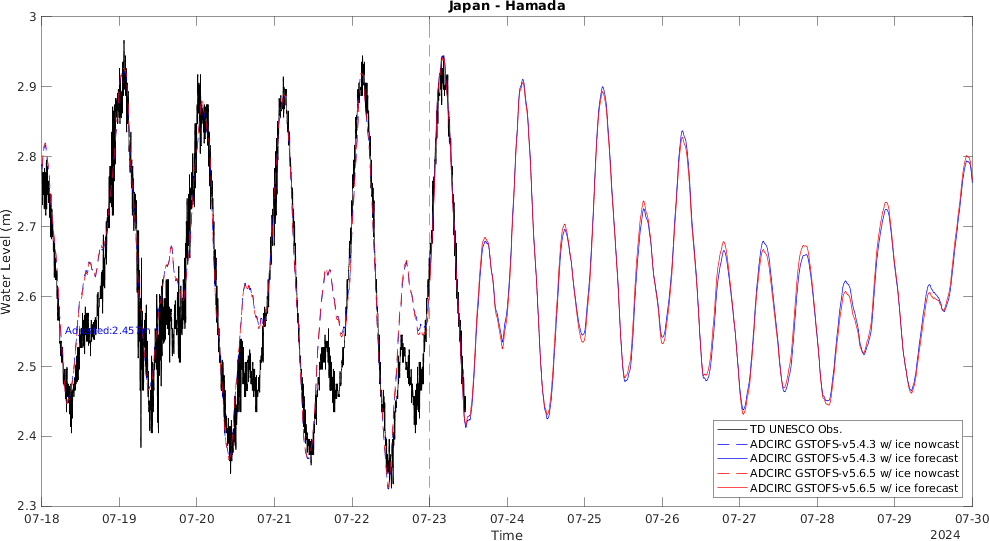 Japan - Hamada
3
2.9
2.8
2.7
2.6
2.5
2.4
2.3
Water Level (m)
Adjusted:2.457m
TD UNESCO Obs.
ADCIRC GSTOFS-v5.4.3 w/ ice nowcast
ADCIRC GSTOFS-v5.4.3 w/ ice forecast
ADCIRC GSTOFS-v5.6.5 w/ ice nowcast
ADCIRC GSTOFS-v5.6.5 w/ ice forecast
07-18 07-19 07-20 07-21 07-22 07-23 07-24 07-25 07-26 07-27 07-28 07-29 07-30
Time
2024